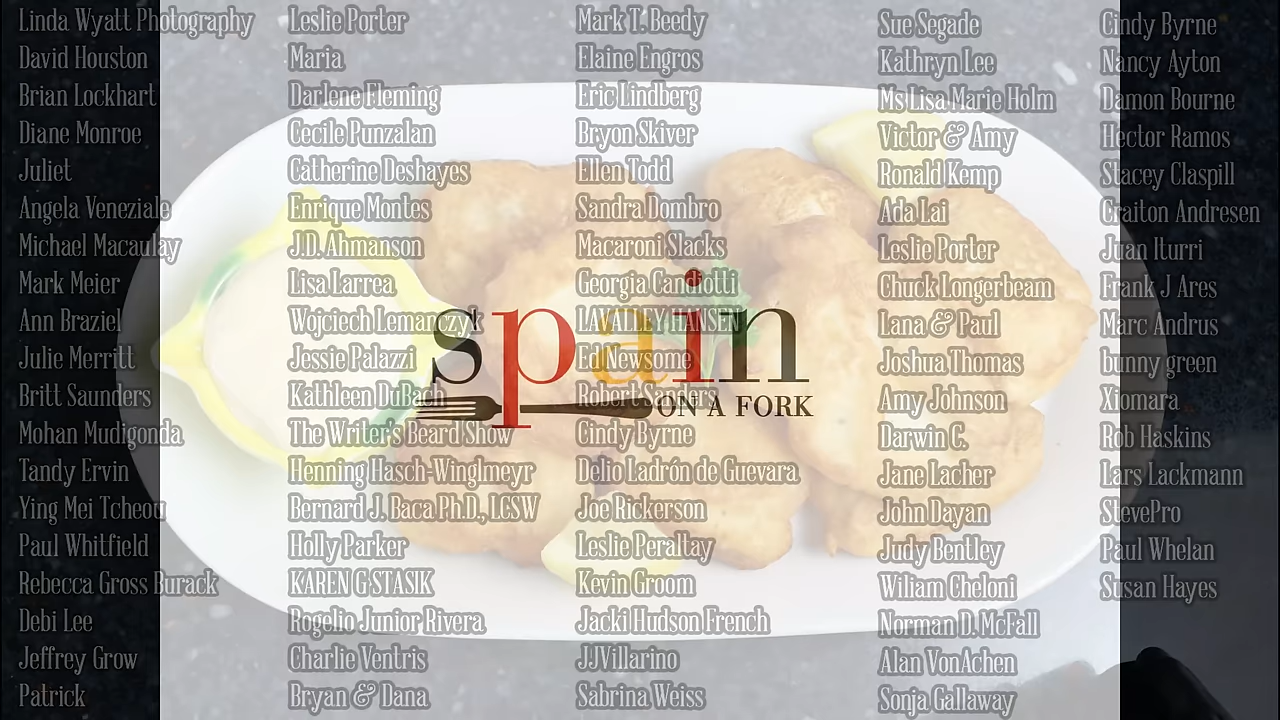 Linda Wyatt Photography
David Houston
Brian Lockhart
Diane Monroe
Juliet
Angela Veneziale
Michael Macaulay
Mark Meier
Ann Braziel
Julie Merritt
Britt Saunders
Mohan Mudigonda
Tandy Ervin
Ying Mei Tcheou
Paul Whitfield
Rebecca Gross Burack
Debi Lee
Jeffrey Grow
Patrick
Leslie Porter
Maria
Darlene Fleming
Cecile Punzalan
Catherine Deshayes
Enrique Montes
J.D. Ahmanson
Lisa Larrea
Wojciech Lemanczyk
Jessie Palazzi
Kathleen DuBach
The Writer's Beard Show
Henning Hasch-Winglmeyr
Bernard J. Baca Ph.D., LCSW
Holly Parker
KAREN G STASIK
Rogelio Junior Rivera
Charlie Ventris
Bryan & Dana
Mark T. Beedy
Elaine Engros
Eric Lindberg
Bryon Skiver
Ellen Todd
Sandra Dombro
Macaroni Slacks
Georgia Candiotti
LAVALLEY HANSEN
Ed Newsome
Robert Sanders
Cindy Byrne
Delio Ladrón de Guevara
Joe Rickerson
Leslie Peraltay
Kevin Groom
Jacki Hudson French
JJVillarino
Sabrina Weiss
Sue Segade
Kathryn Lee
Ms Lisa Marie Holm
Victor & Amy
Ronald Kemp
Ada Lai
Leslie Porter
Chuck Longerbeam
Lana & Paul
Joshua Thomas
Amy Johnson
Darwin C.
Jane Lacher
John Dayan
Judy Bentley
Wiliam Cheloni
Norman D. McFall
Alan VonAchen
Sonja Gallaway
Cindy Byrne
Nancy Ayton
Damon Bourne
Hector Ramos
Stacey Claspill
Craiton Andresen
Juan Iturri
Frank J Ares
Marc Andrus
bunny green
Xiomara
Rob Haskins
Lars Lackmann
StevePro
Paul Whelan
Susan Hayes
spain
ON A FORK